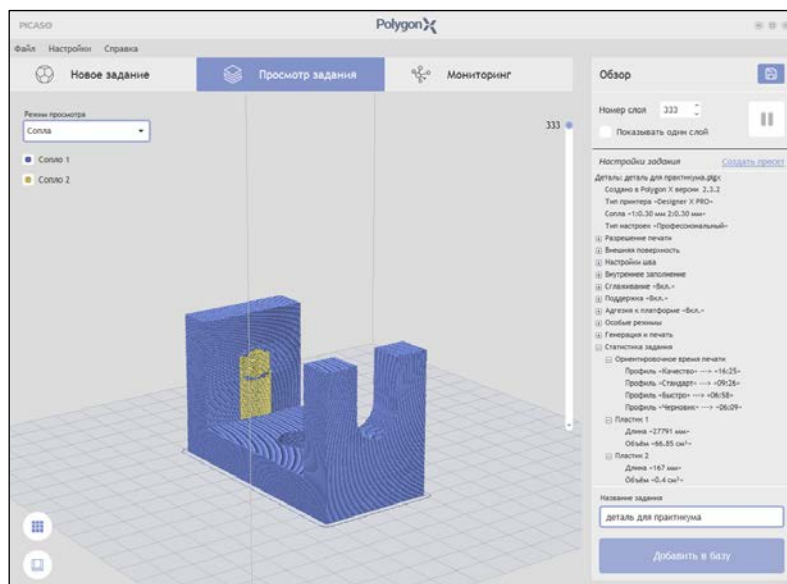 PICASO
PolygonX
Файл Настройки Справка
Новое задание
Просмотр задания
Мониторинг
Режим просмотра
Сопла
Сопло 1
Сопло 2
333
Обзор
Номер слоя 333
Показывать один слой
Настройки задания Создать пресет
Деталь: деталь для практикума.plgx
Создано в Polygon X версии 2.3.2
Тип принтера «Designer X PRO»
Сопла «1:0.30 мм 2:0.30 мм»
Тип настроек «Профессиональный»
Разрешение печати
Внешняя поверхность
Настройки шва
Внутреннее заполнение
Сглаживание «Вкл.»
Поддержка «Вкл.»
Адгезия к платформе «Вкл.»
Особые режимы
Генерация и печать
Статистика задания
Ориентировочное время печати
Профиль «Качество» ---> «16:25»
Профиль «Стандарт» ---> «09:26»
Профиль «Быстро» ---> «06:58»
Профиль «Черновик» ---> «06:09»
Пластик 1
Длина «27791 мм»
Объём «66.85 см³»
Пластик 2
Длина «167 мм»
Объём «0.4 см³»
Название задания
деталь для практикума
Добавить в базу